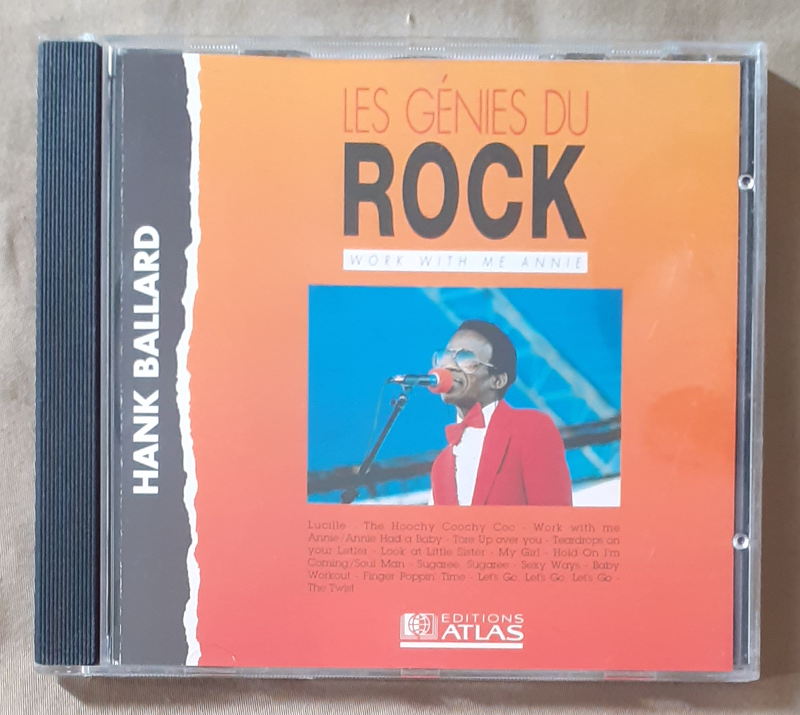 HANK BALLARD
LES GÉNIES DU
ROCK
WORK WITH ME ANNIE
Lucille - The Hoochy Coochy Coo - Work with me
Annie/Annie Had a Baby - Tore Up over you - Teardrops on
your Letter - Look at Little Sister - My Girl - Hold On I'm
Coming/Soul Man - Sugaree, Sugaree - Sexy Ways - Baby
Workout - Finger Poppin' Time - Let's Go, Let's Go, Let's Go -
The Twist
EDITIONS
ATLAS